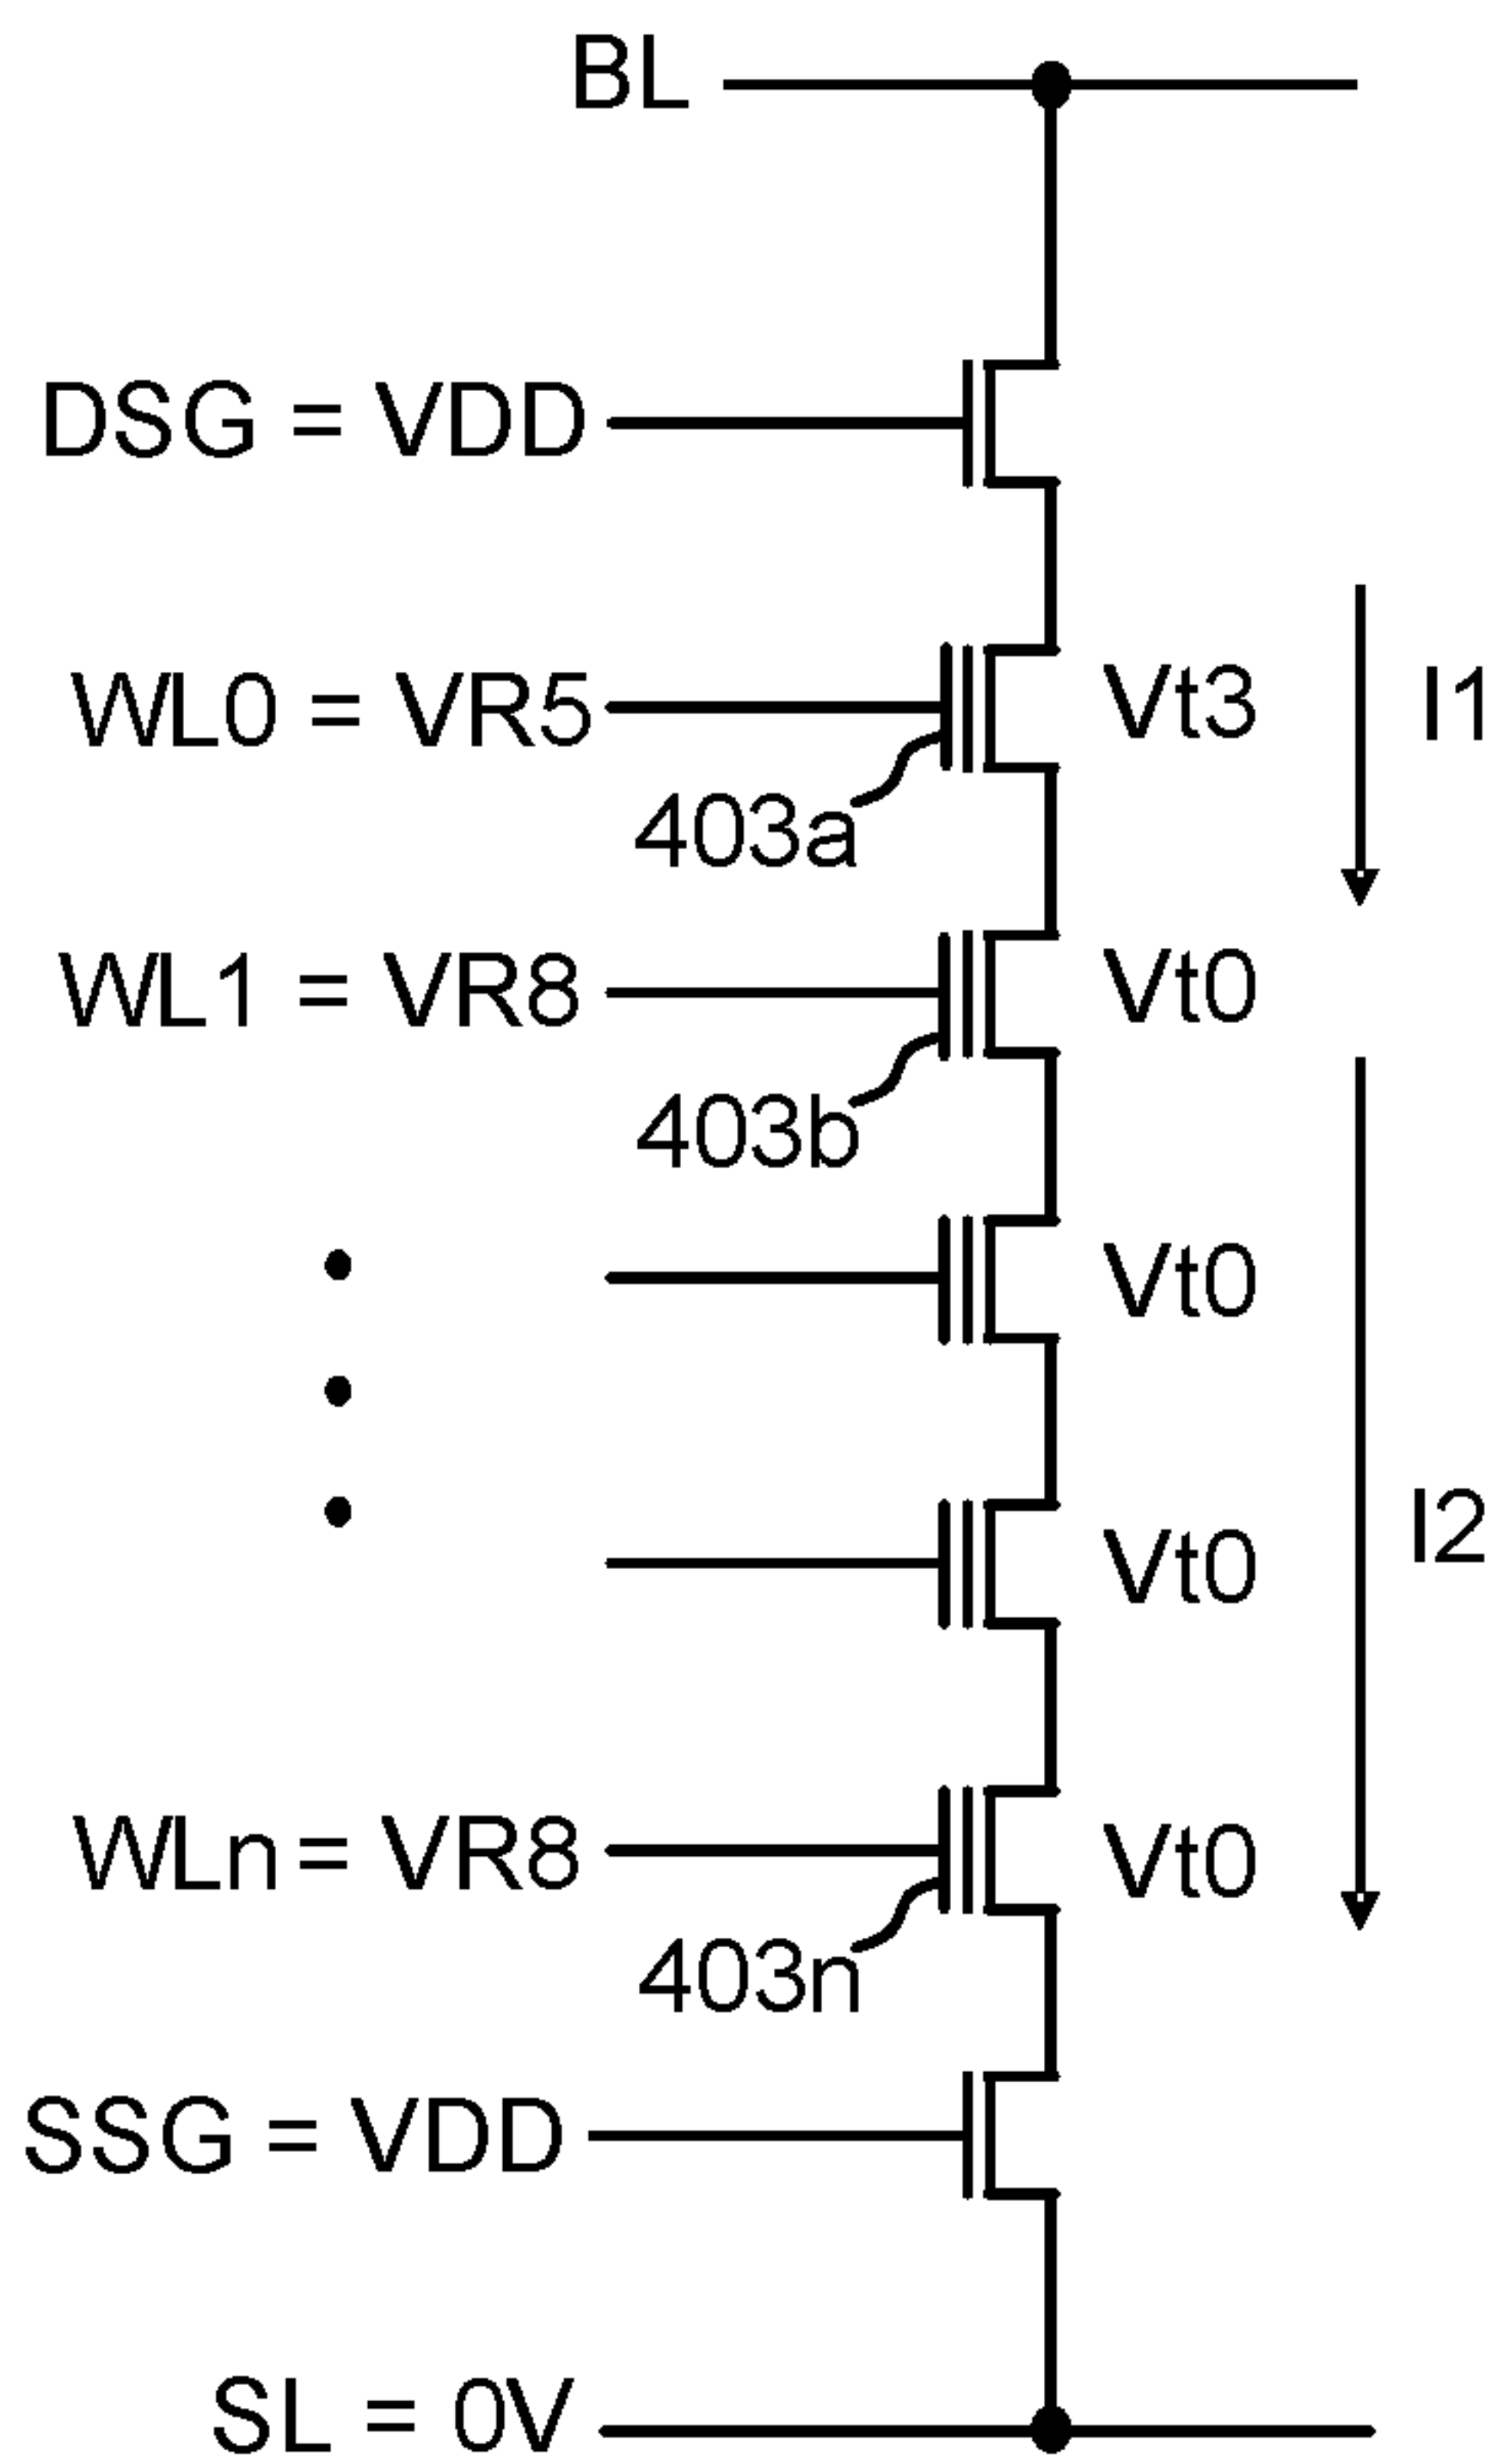 BL
DSG = VDD
WL0 = VR5
403a
Vt3
I1
WL1 = VR8
403b
Vt0
Vt0
Vt0
I2
WLn = VR8
403n
Vt0
SSG = VDD
SL = 0V